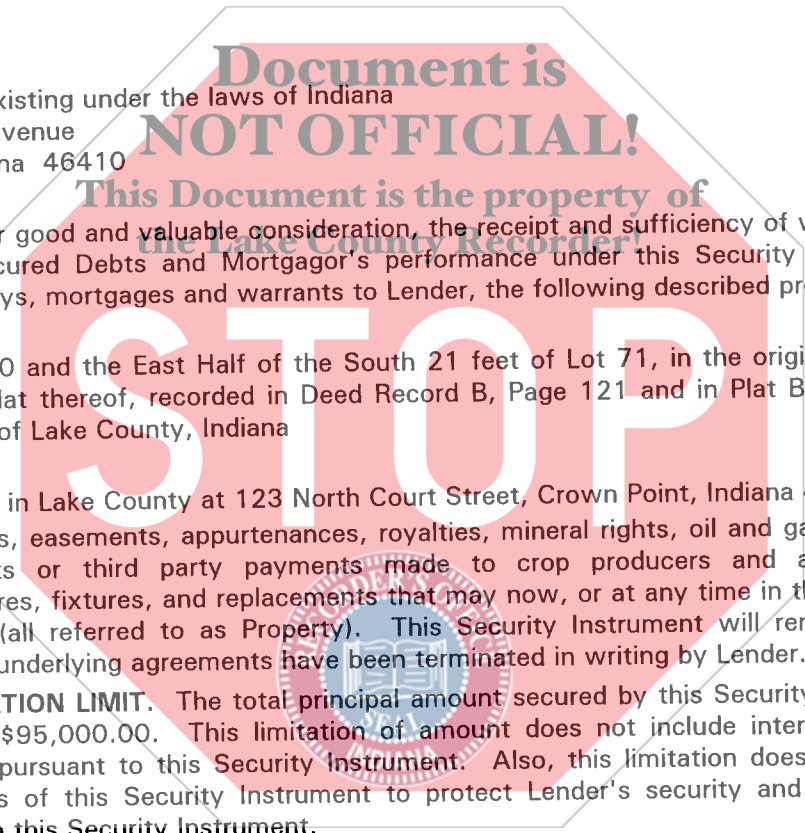 Document is
xisting under the laws of Indiana
venue
NOT OFFICIAL!
na 46410
This Document is the property of
r good and valuable consideration, the receipt and sufficiency of
the Lake County Recorder!
cured Debts and Mortgagor's performance under this Security
ys, mortgages and warrants to Lender, the following described pr
0 and the East Half of the South 21 feet of Lot 71, in the origi
lat thereof, recorded in Deed Record B, Page 121 and in Plat B
of Lake County, Indiana
STOP
in Lake County at 123 North Court Street, Crown Point, Indiana
s, easements, appurtenances, royalties, mineral rights, oil and ga
ts or third party payments made to crop producers and a
res, fixtures, and replacements that may now, or at any time in th
(all referred to as Property). This Security Instrument will rer
underlying agreements have been terminated in writing by Lender.
ATION LIMIT. The total principal amount secured by this Security
$95,000.00. This limitation of amount does not include inter
pursuant to this Security Instrument. Also, this limitation does
s of this Security Instrument to protect Lender's security and
this Security Instrument.
RECORDER'S OFFICE
SEAL
INDIANA